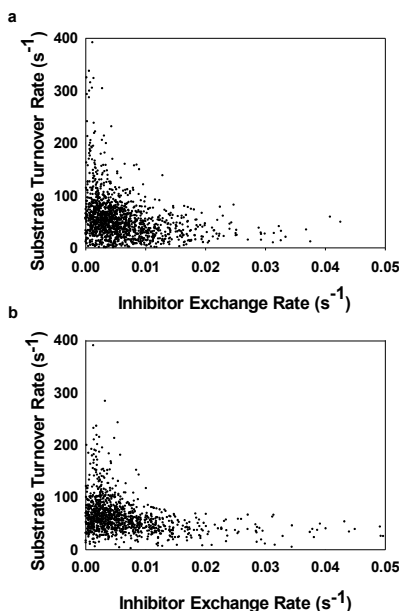 a
400
300
200
100
0
Substrate Turnover Rate (s-1)
0.00 0.01 0.02 0.03 0.04 0.05
Inhibitor Exchange Rate (s-1)
b
400
300
200
100
0
Substrate Turnover Rate (s-1)
0.00 0.01 0.02 0.03 0.04 0.05
Inhibitor Exchange Rate (s-1)